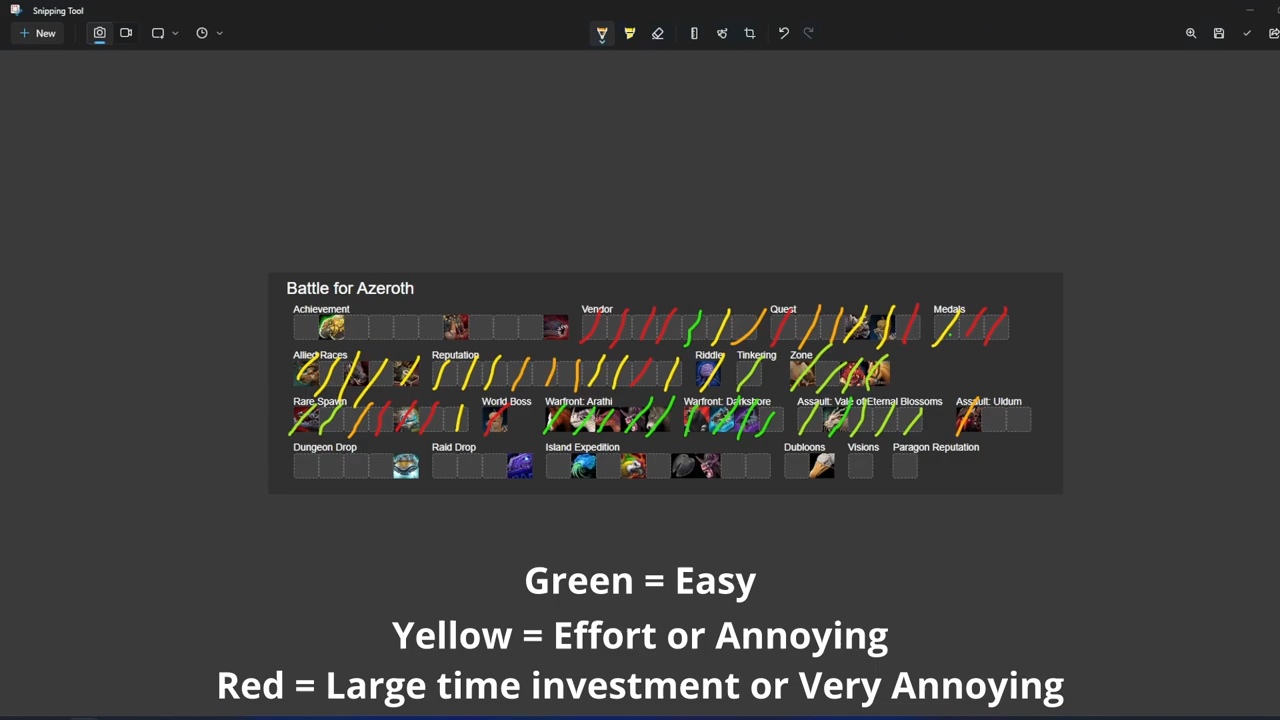 Snipping Tool
New
Battle for Azeroth
Achievement Vendor Quest Medals
Allied Races Reputation Riddle Tinkering Zone
Rare Spawn World Boss Warfront: Arathi Warfront: Darkshore Assault: Vale of Eternal Blossoms Assault: Uldum
Dungeon Drop Raid Drop Island Expedition Dubloons Visions Paragon Reputation
Green = Easy
Yellow = Effort or Annoying
Red = Large time investment or Very Annoying